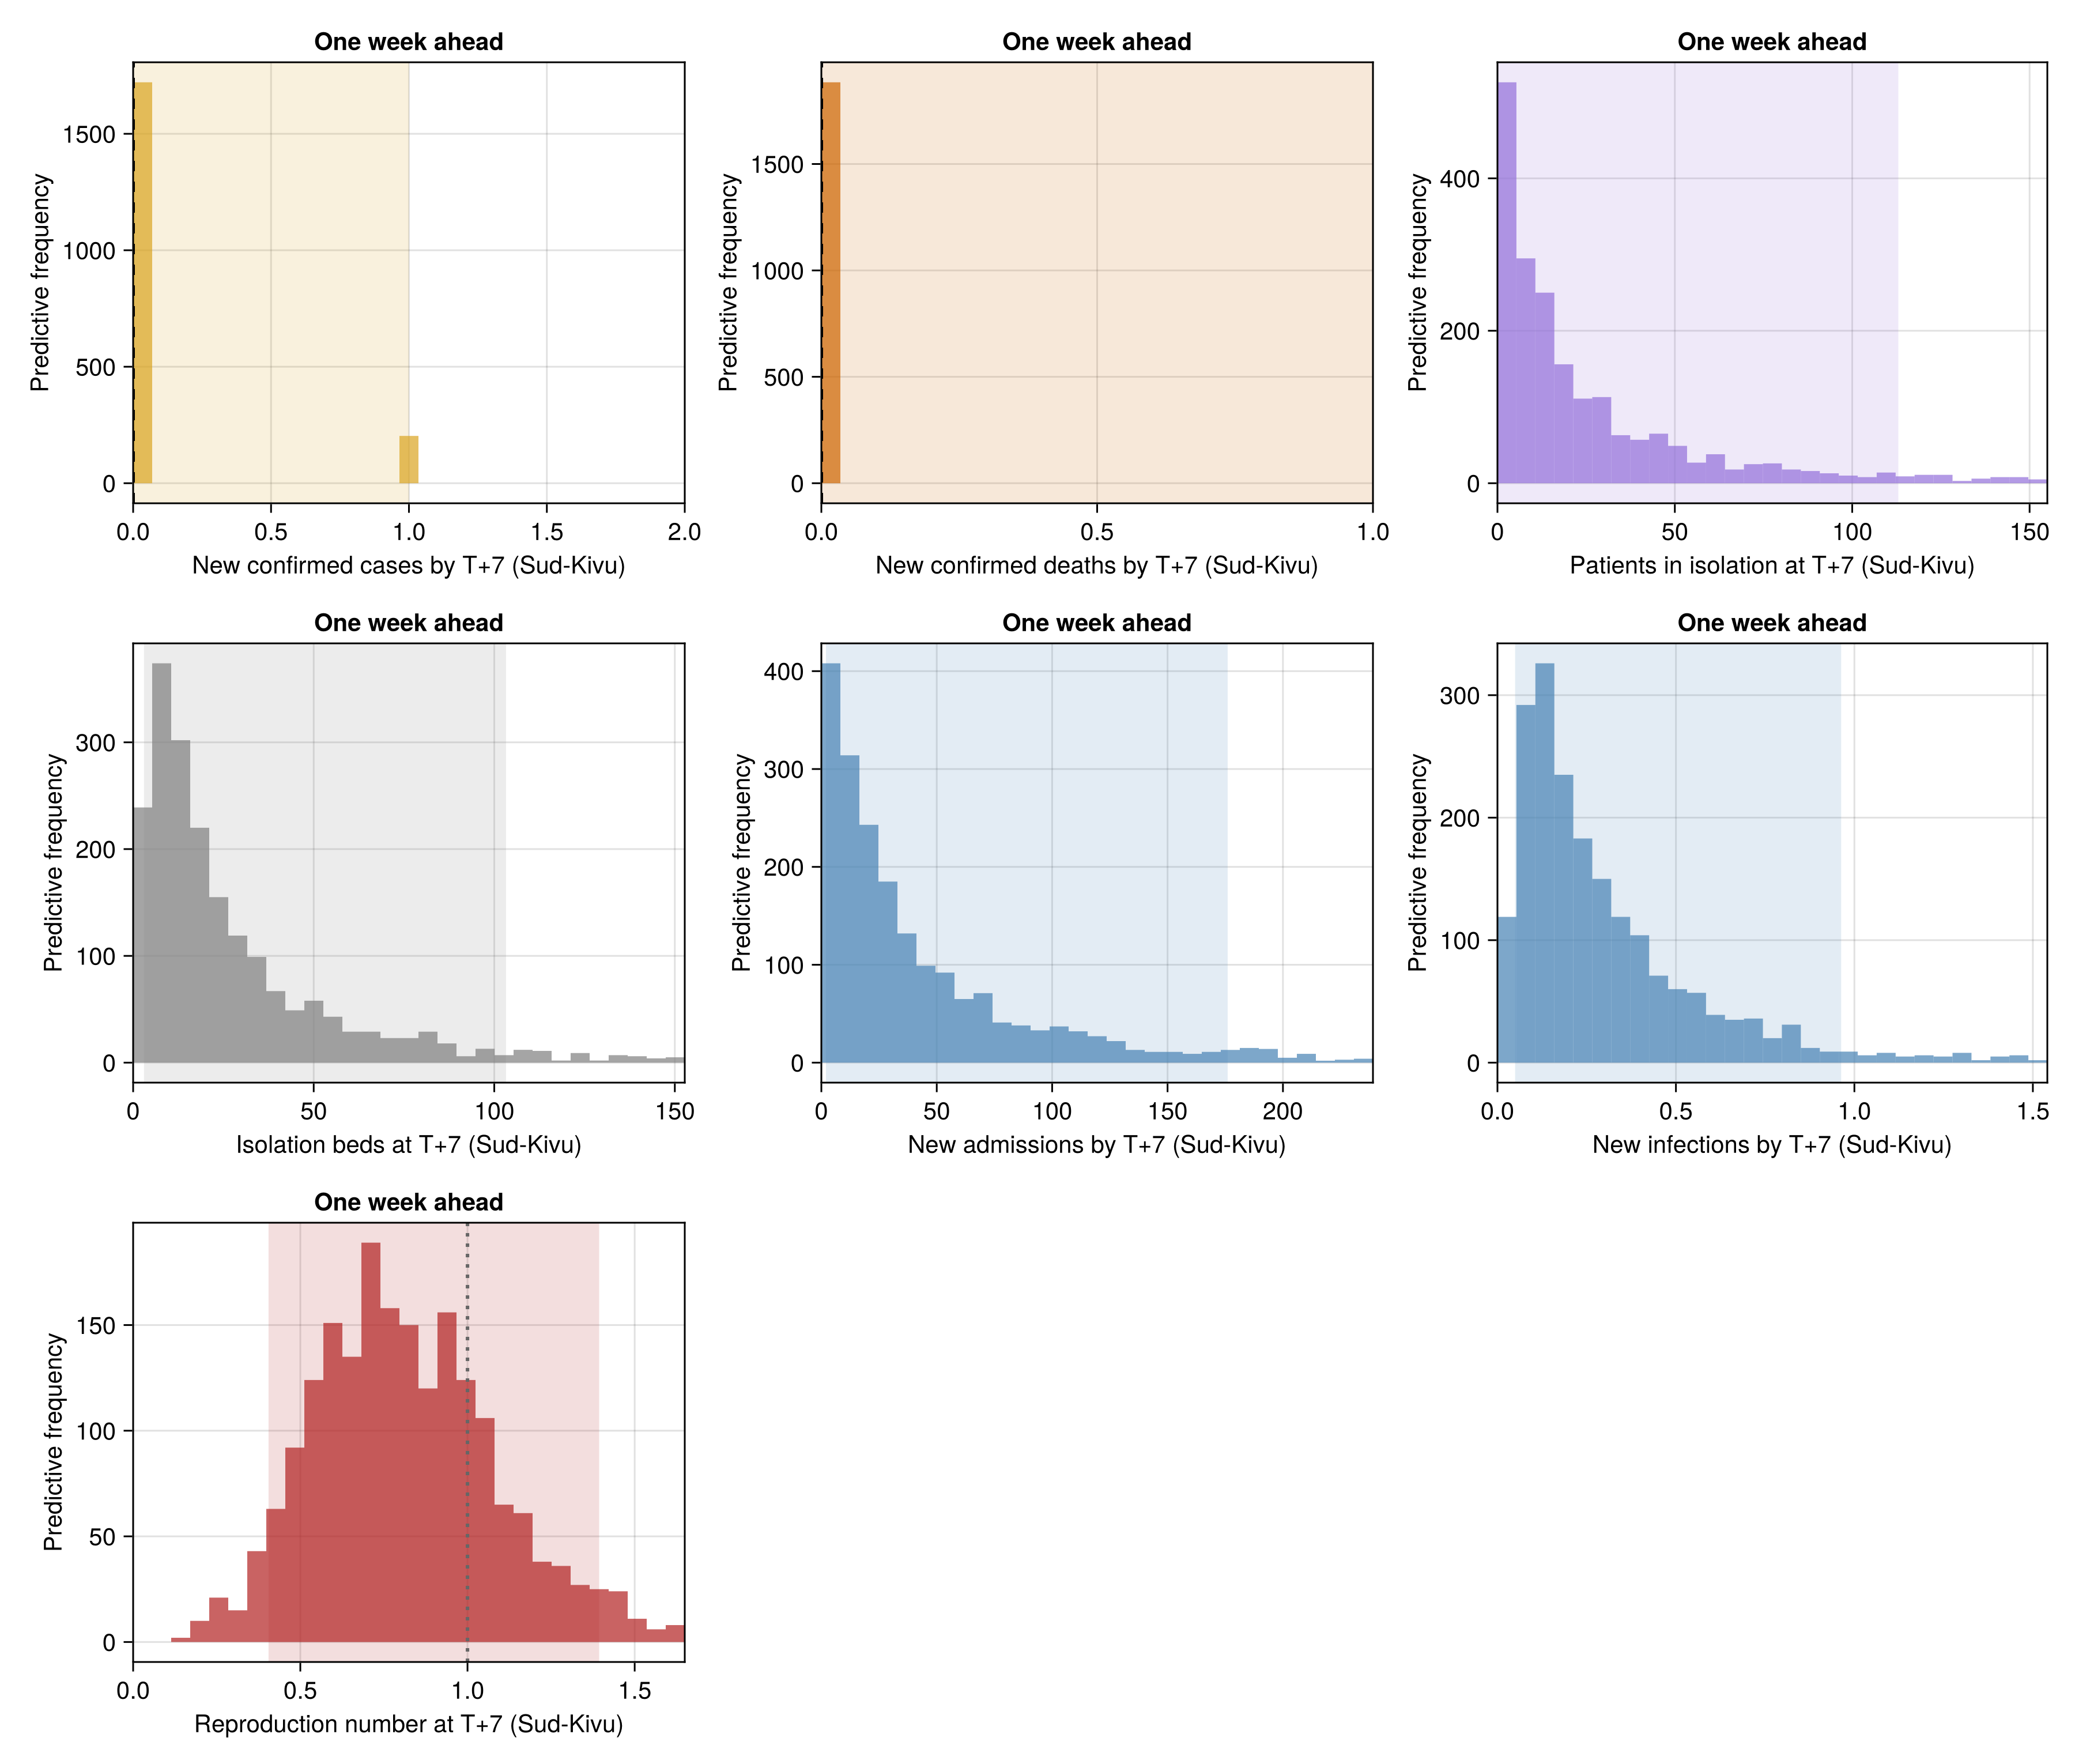 One week ahead
Predictive frequency
1500
1000
500
0
0.0 0.5 1.0 1.5 2.0
New confirmed cases by T+7 (Sud-Kivu)
One week ahead
Predictive frequency
1500
1000
500
0
0.0 0.5 1.0
New confirmed deaths by T+7 (Sud-Kivu)
One week ahead
Predictive frequency
400
200
0
0 50 100 150
Patients in isolation at T+7 (Sud-Kivu)
One week ahead
Predictive frequency
300
200
100
0
0 50 100 150
Isolation beds at T+7 (Sud-Kivu)
One week ahead
Predictive frequency
400
300
200
100
0
0 50 100 150 200
New admissions by T+7 (Sud-Kivu)
One week ahead
Predictive frequency
300
200
100
0
0.0 0.5 1.0 1.5
New infections by T+7 (Sud-Kivu)
One week ahead
Predictive frequency
150
100
50
0
0.0 0.5 1.0 1.5
Reproduction number at T+7 (Sud-Kivu)